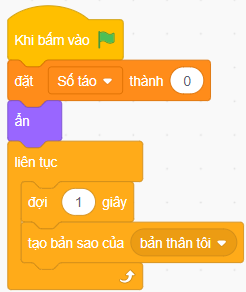 Khi bấm vào
đặt Số táo thành 0
ẩn
liên tục
đợi 1 giây
tạo bản sao của bản thân tôi